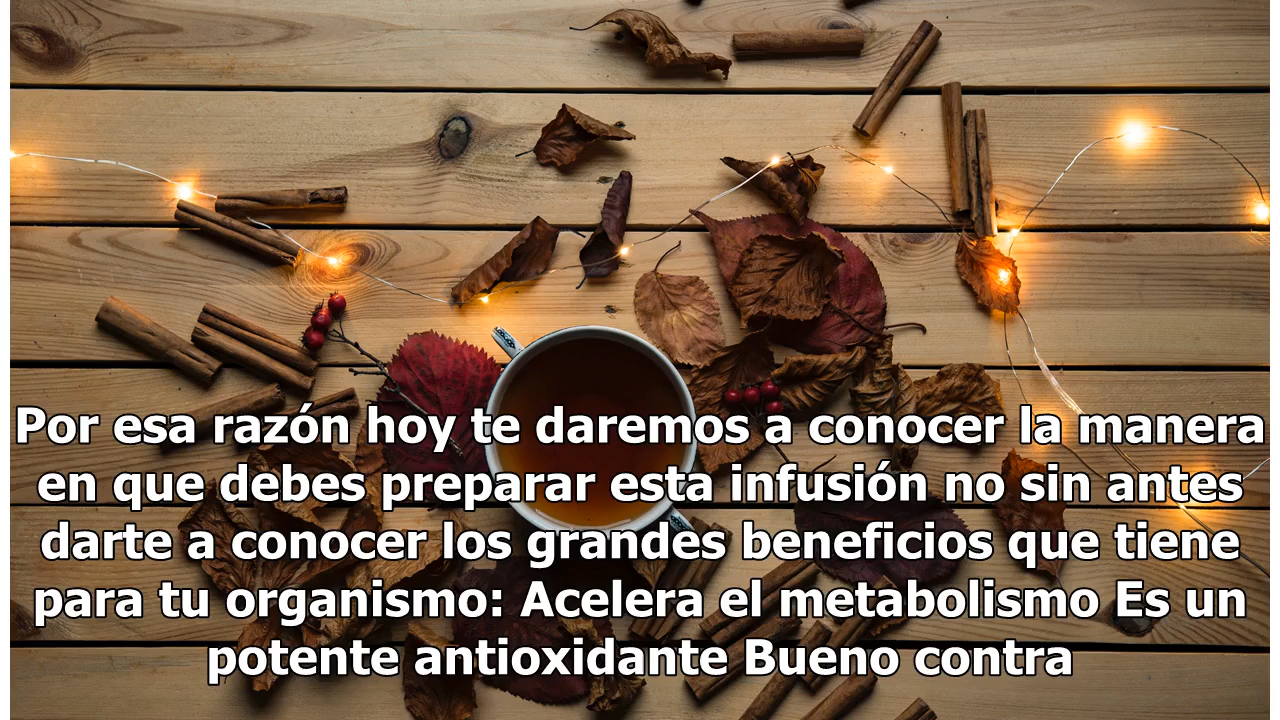 Por esa razón hoy te daremos a conocer la manera
en que debes preparar esta infusión no sin antes
darte a conocer los grandes beneficios que tiene
para tu organismo: Acelera el metabolismo Es un
potente antioxidante Bueno contra